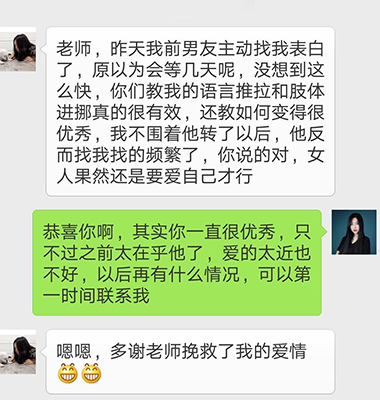 老师，昨天我前男友主动找我表白
了，原以为会等几天呢，没想到这
么快，你们教我的语言推拉和肢体
进挪真的很有效，还教如何变得很
优秀，我不围着他转了以后，他反
而找我找的频繁了，你说的对，女
人果然还是要爱自己才行
恭喜你啊，其实你一直很优秀，只
不过之前太在乎他了，爱的太近也
不好，以后再有什么情况，可以第
一时间联系我
嗯嗯，多谢老师挽救了我的爱情
😁😁